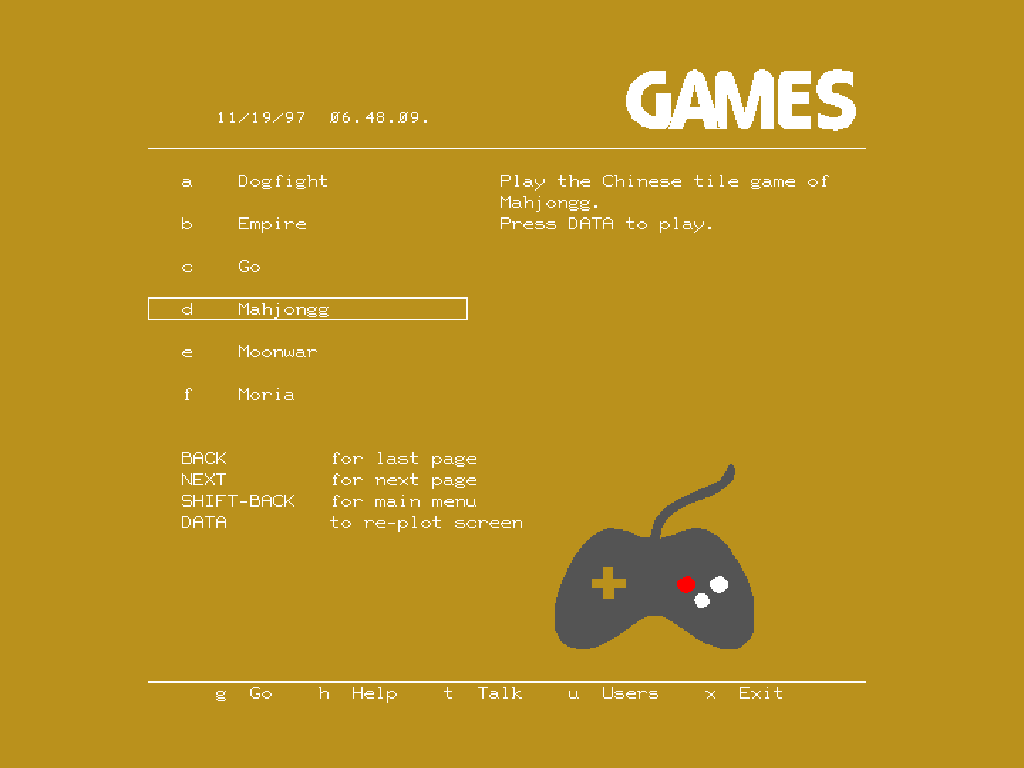 GAMES
11/19/97 06.48.09.
a Dogfight
b Empire
c Go
d Mahjongg
e Moonwar
f Moria
Play the Chinese tile game of
Mahjongg.
Press DATA to play.
BACK for last page
NEXT for next page
SHIFT-BACK for main menu
DATA to re-plot screen
g Go h Help t Talk u Users x Exit